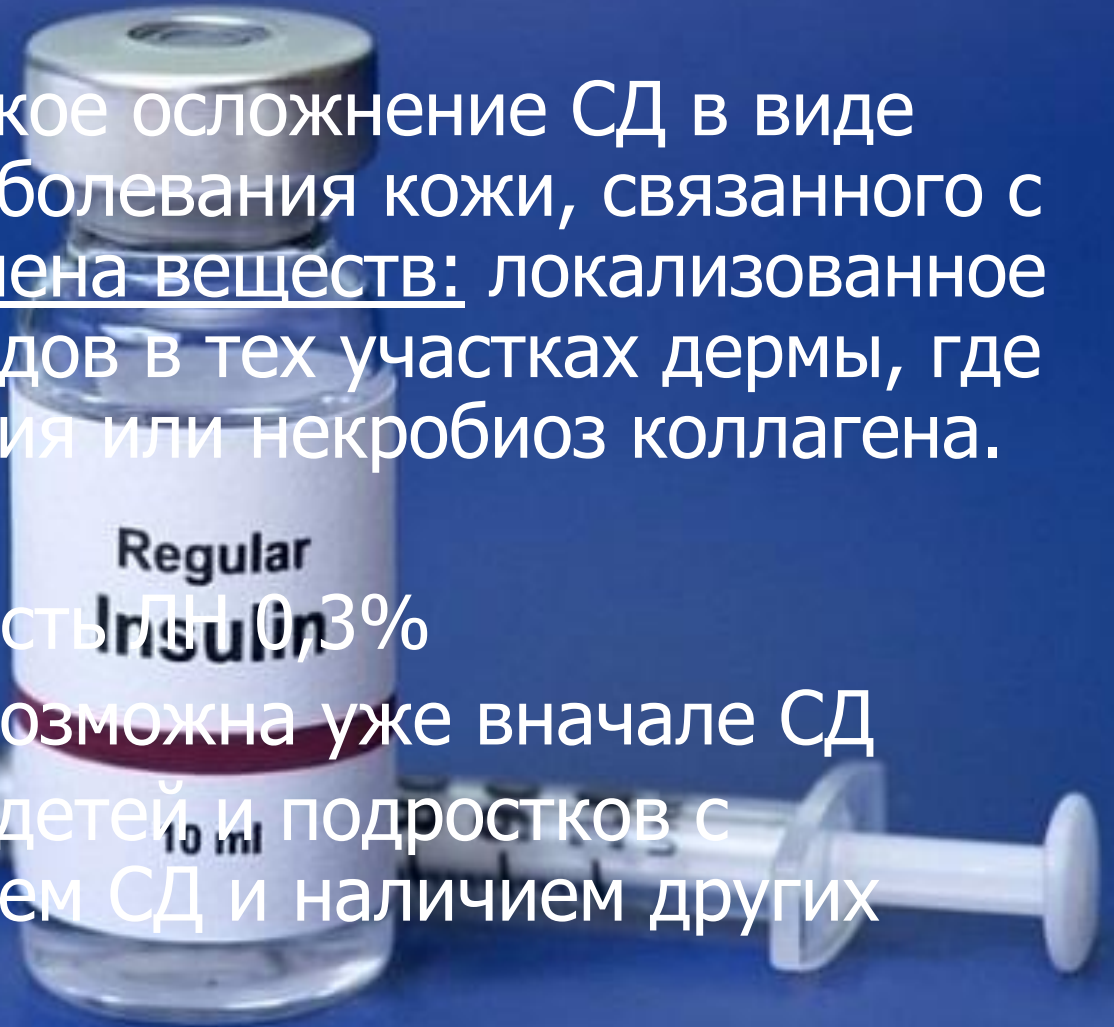 кое осложнение СД в виде
болевания кожи, связанного с
мена веществ: локализованное
дов в тех участках дермы, где
ия или некробиоз коллагена.
Regular
Insulin
сть ЛН 0,3%
озможна уже вначале СД
детей и подростков с
10 ml
ем СД и наличием других